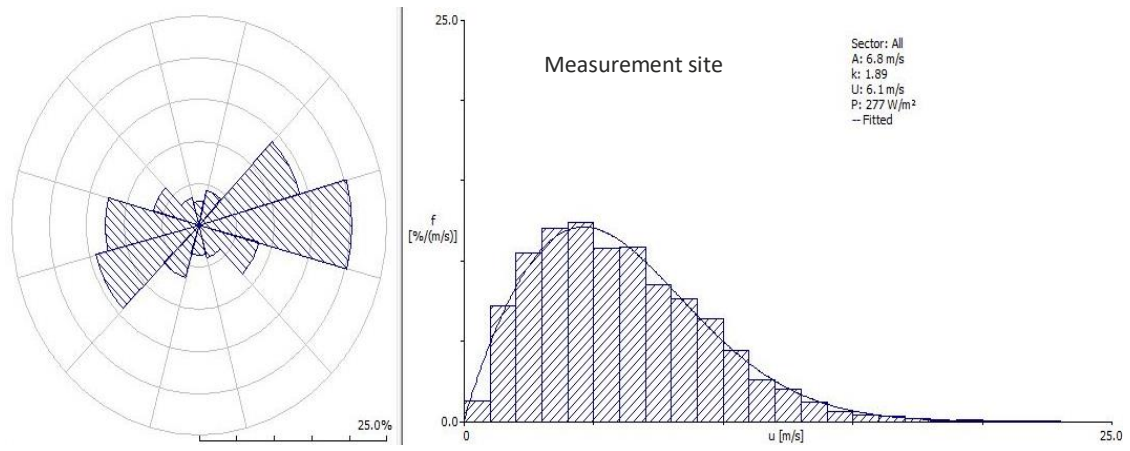 25.0%
25.0
Measurement site
Sector: All
A: 6.8 m/s
k: 1.89
U: 6.1 m/s
P: 277 W/m²
-- Fitted
f
[%/(m/s)]
0.0
0
u [m/s]
25.0